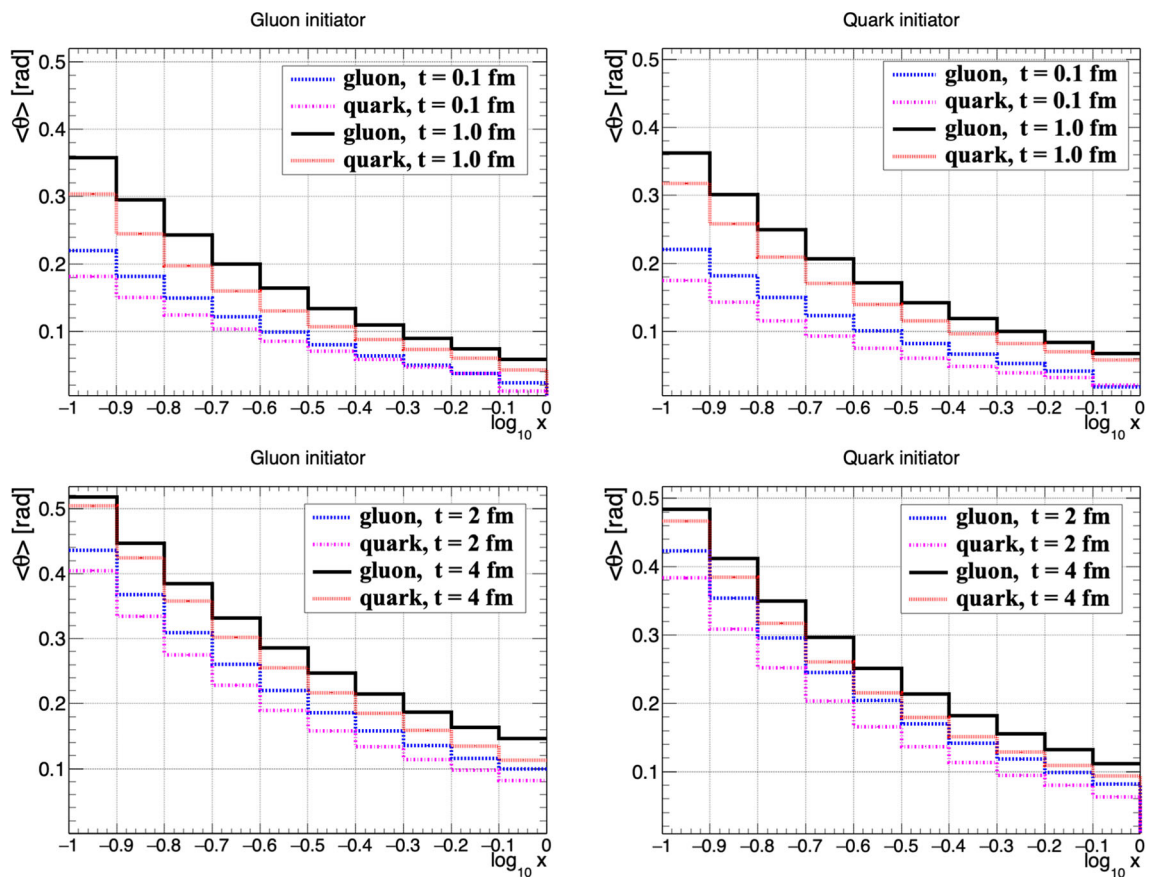 Gluon initiator
<θ> [rad]
0.5
0.4
0.3
0.2
0.1
gluon, t = 0.1 fm
quark, t = 0.1 fm
gluon, t = 1.0 fm
quark, t = 1.0 fm
−1 −0.9 −0.8 −0.7 −0.6 −0.5 −0.4 −0.3 −0.2 −0.1 0
log10 x
Quark initiator
<θ> [rad]
0.5
0.4
0.3
0.2
0.1
gluon, t = 0.1 fm
quark, t = 0.1 fm
gluon, t = 1.0 fm
quark, t = 1.0 fm
−1 −0.9 −0.8 −0.7 −0.6 −0.5 −0.4 −0.3 −0.2 −0.1 0
log10 x
Gluon initiator
<θ> [rad]
0.5
0.4
0.3
0.2
0.1
gluon, t = 2 fm
quark, t = 2 fm
gluon, t = 4 fm
quark, t = 4 fm
−1 −0.9 −0.8 −0.7 −0.6 −0.5 −0.4 −0.3 −0.2 −0.1 0
log10 x
Quark initiator
<θ> [rad]
0.5
0.4
0.3
0.2
0.1
gluon, t = 2 fm
quark, t = 2 fm
gluon, t = 4 fm
quark, t = 4 fm
−1 −0.9 −0.8 −0.7 −0.6 −0.5 −0.4 −0.3 −0.2 −0.1 0
log10 x